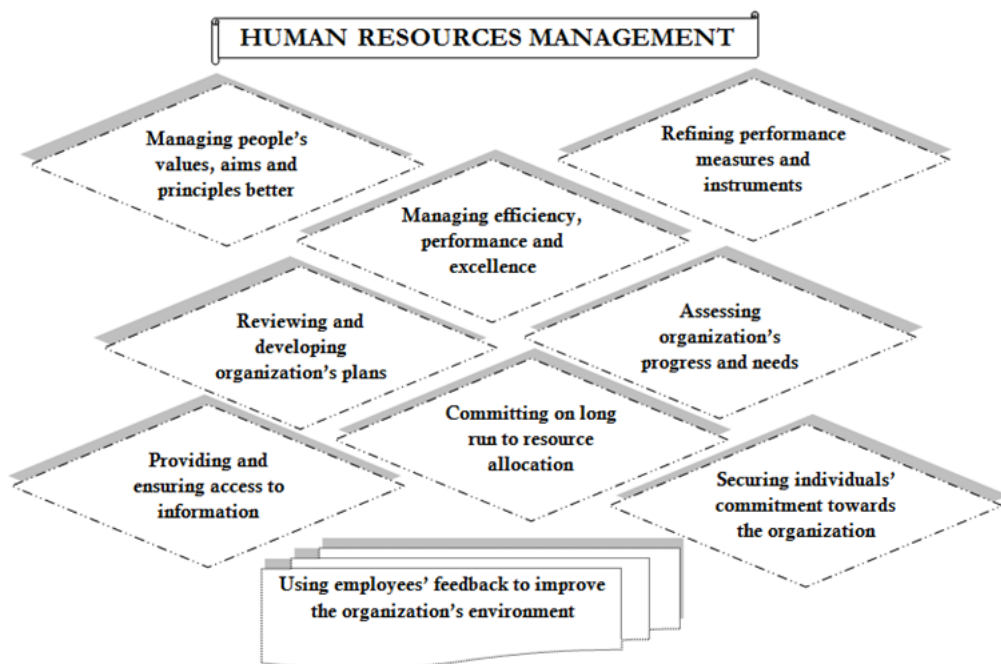 HUMAN RESOURCES MANAGEMENT
Managing people's
values, aims and
principles better
Refining performance
measures and
instruments
Managing efficiency,
performance and
excellence
Reviewing and
developing
organization's plans
Assessing
organization's
progress and needs
Committing on long
run to resource
allocation
Providing and
ensuring access to
information
Securing individuals'
commitment towards
the organization
Using employees' feedback to improve
the organization's environment